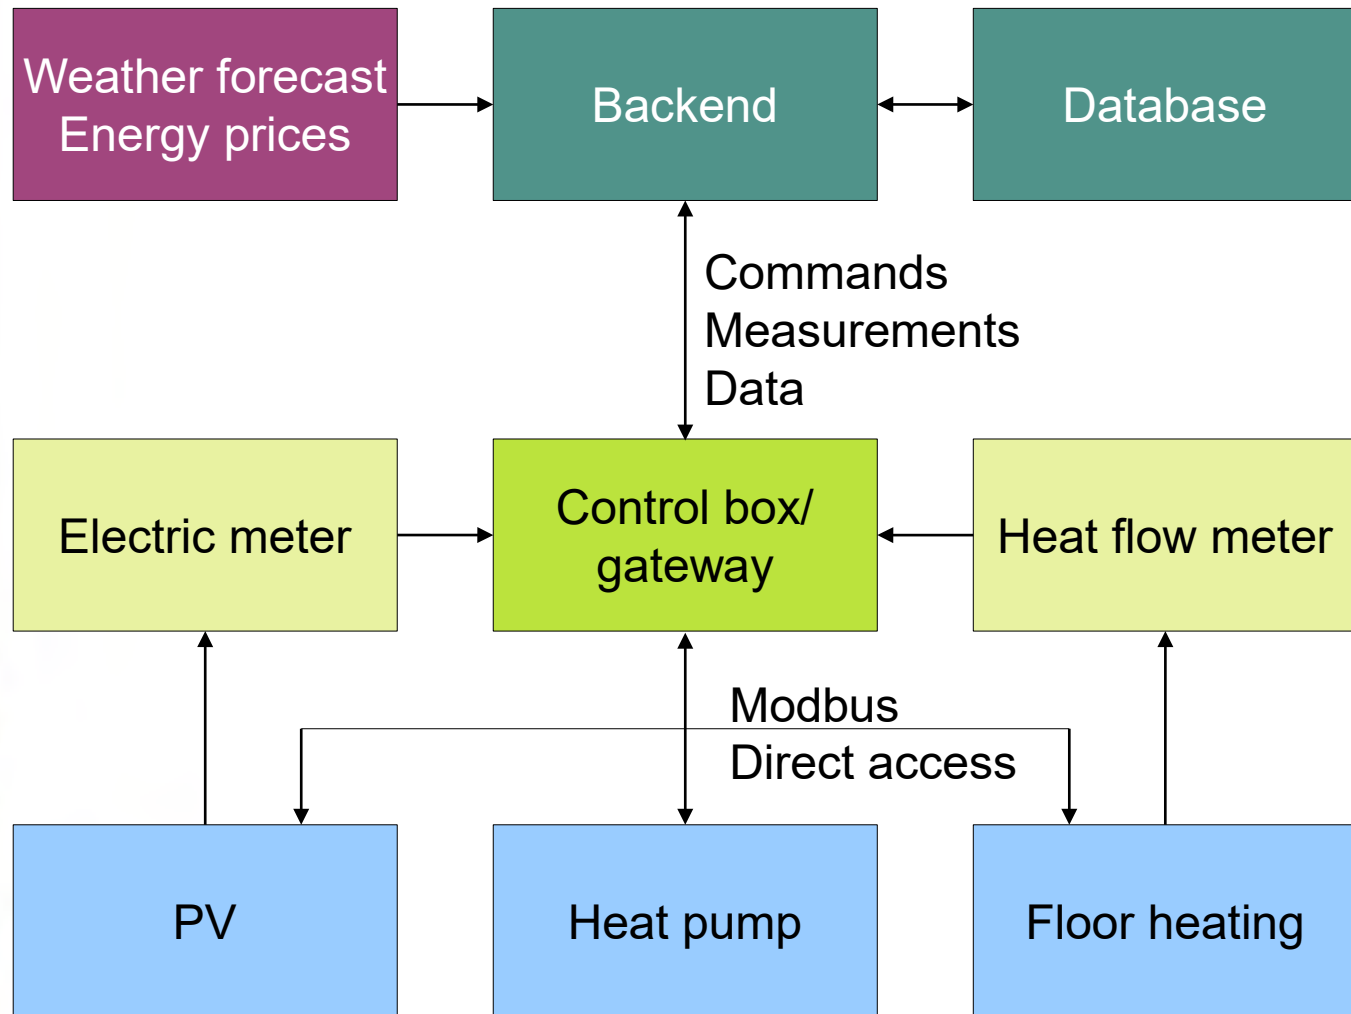 Weather forecast
Energy prices
Backend
Database
Commands
Measurements
Data
Electric meter
Control box/
gateway
Heat flow meter
Modbus
Direct access
PV
Heat pump
Floor heating